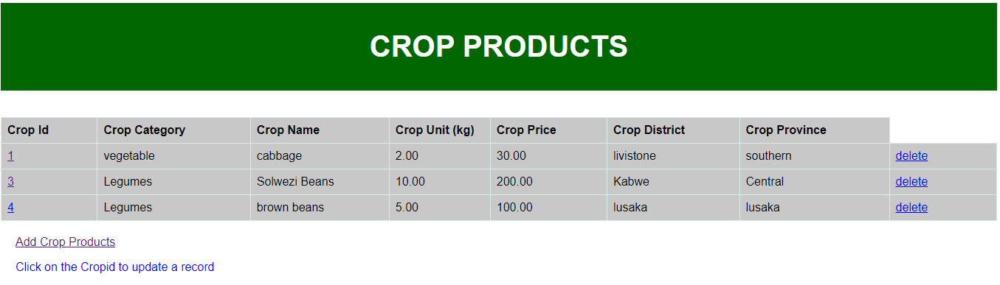 CROP PRODUCTS
Crop Id Crop Category Crop Name Crop Unit (kg) Crop Price Crop District Crop Province
1 vegetable cabbage 2.00 30.00 livistone southern delete
3 Legumes Solwezi Beans 10.00 200.00 Kabwe Central delete
4 Legumes brown beans 5.00 100.00 lusaka lusaka delete
Add Crop Products
Click on the Cropid to update a record